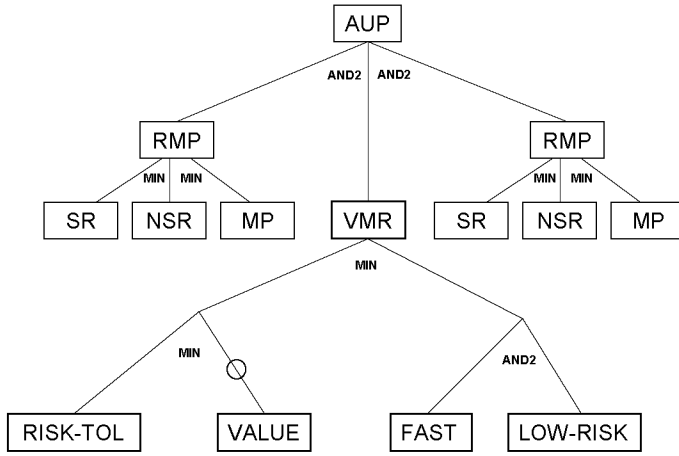 AUP
AND2 AND2
RMP RMP
MIN MIN MIN MIN
SR NSR MP VMR SR NSR MP
MIN
MIN
AND2
RISK-TOL VALUE FAST LOW-RISK